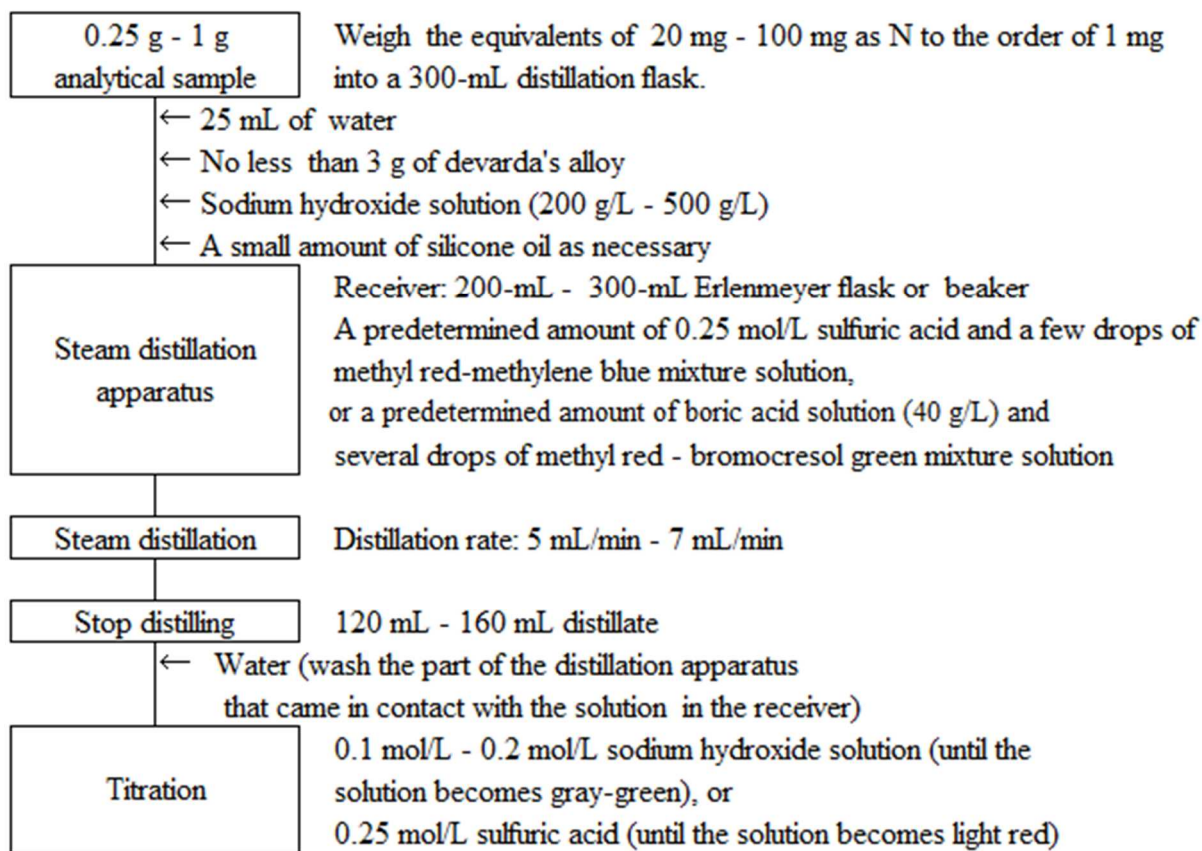 0.25 g - 1 g
analytical sample
Weigh the equivalents of 20 mg - 100 mg as N to the order of 1 mg
into a 300-mL distillation flask.
← 25 mL of water
← No less than 3 g of devarda's alloy
← Sodium hydroxide solution (200 g/L - 500 g/L)
← A small amount of silicone oil as necessary
Steam distillation
apparatus
Receiver: 200-mL - 300-mL Erlenmeyer flask or beaker
A predetermined amount of 0.25 mol/L sulfuric acid and a few drops of
methyl red-methylene blue mixture solution,
or a predetermined amount of boric acid solution (40 g/L) and
several drops of methyl red - bromocresol green mixture solution
Steam distillation
Distillation rate: 5 mL/min - 7 mL/min
Stop distilling
120 mL - 160 mL distillate
← Water (wash the part of the distillation apparatus
that came in contact with the solution in the receiver)
Titration
0.1 mol/L - 0.2 mol/L sodium hydroxide solution (until the
solution becomes gray-green), or
0.25 mol/L sulfuric acid (until the solution becomes light red)